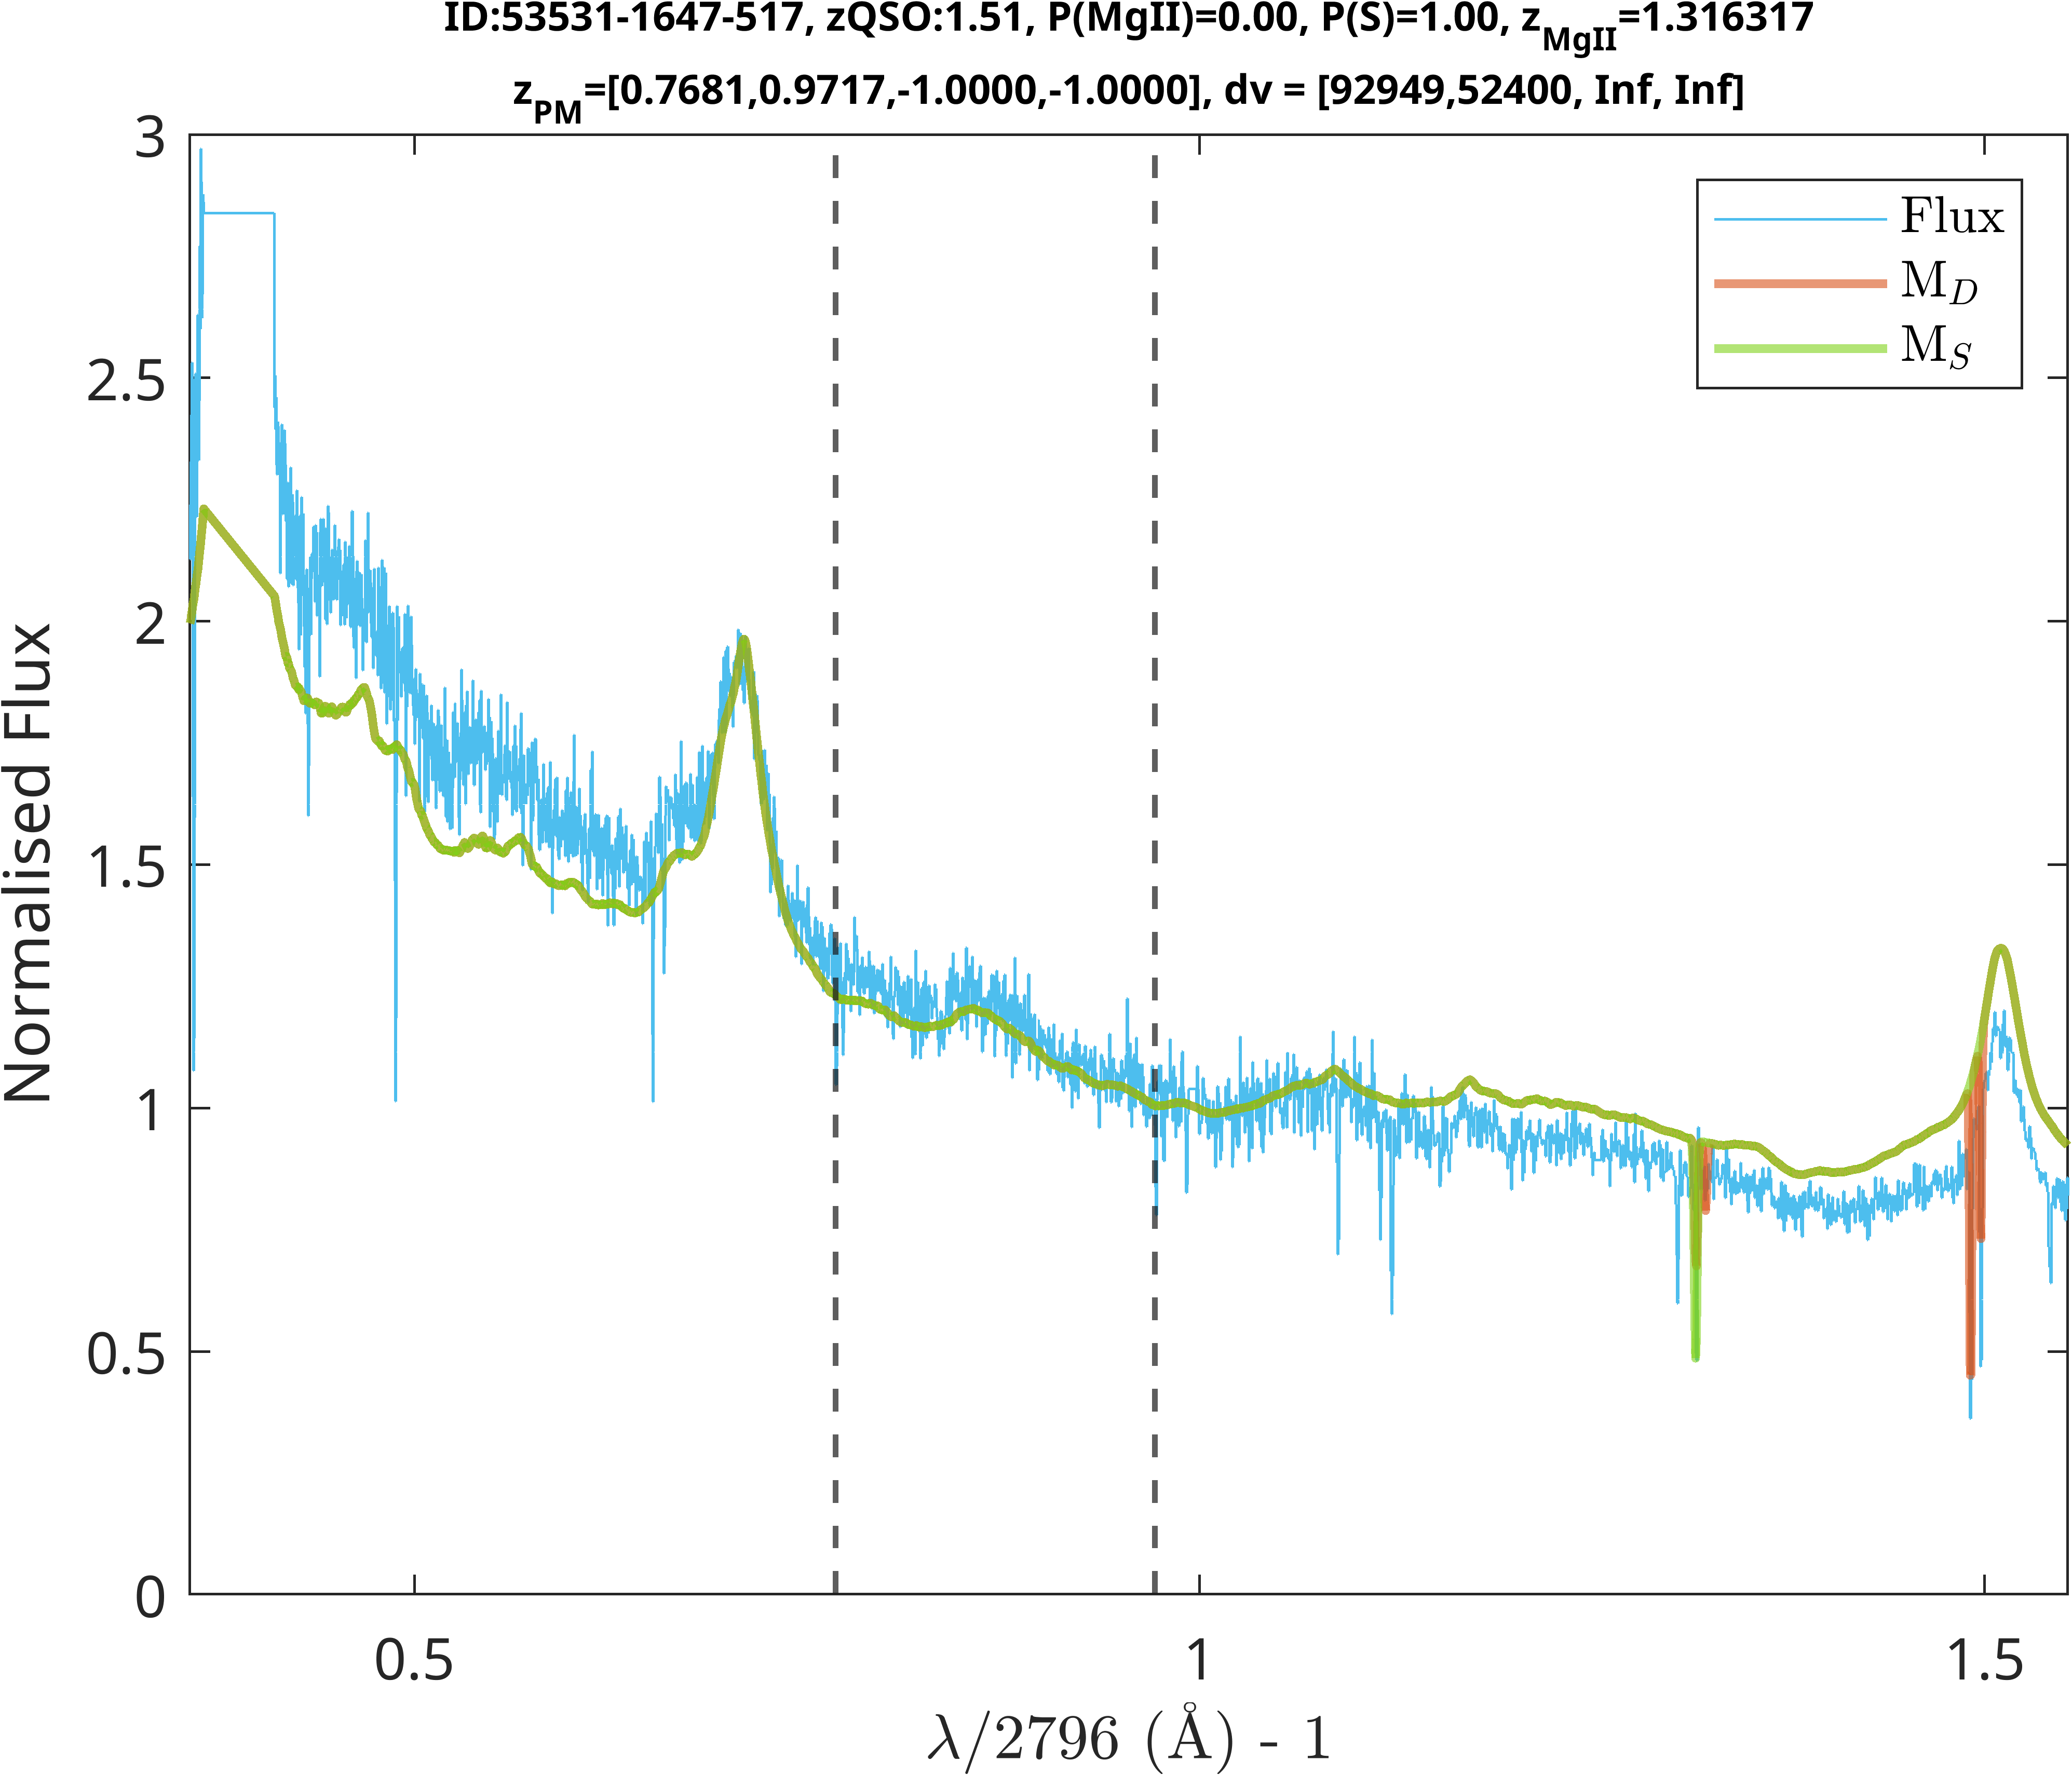 ID:53531-1647-517, zQSO:1.51, P(MgII)=0.00, P(S)=1.00, zMgII=1.316317
zPM=[0.7681,0.9717,-1.0000,-1.0000], dv = [92949,52400, Inf, Inf]
3
2.5
2
1.5
1
0.5
0
Normalised Flux
Flux
MD
MS
0.5
1
1.5
λ/2796 (Å) - 1